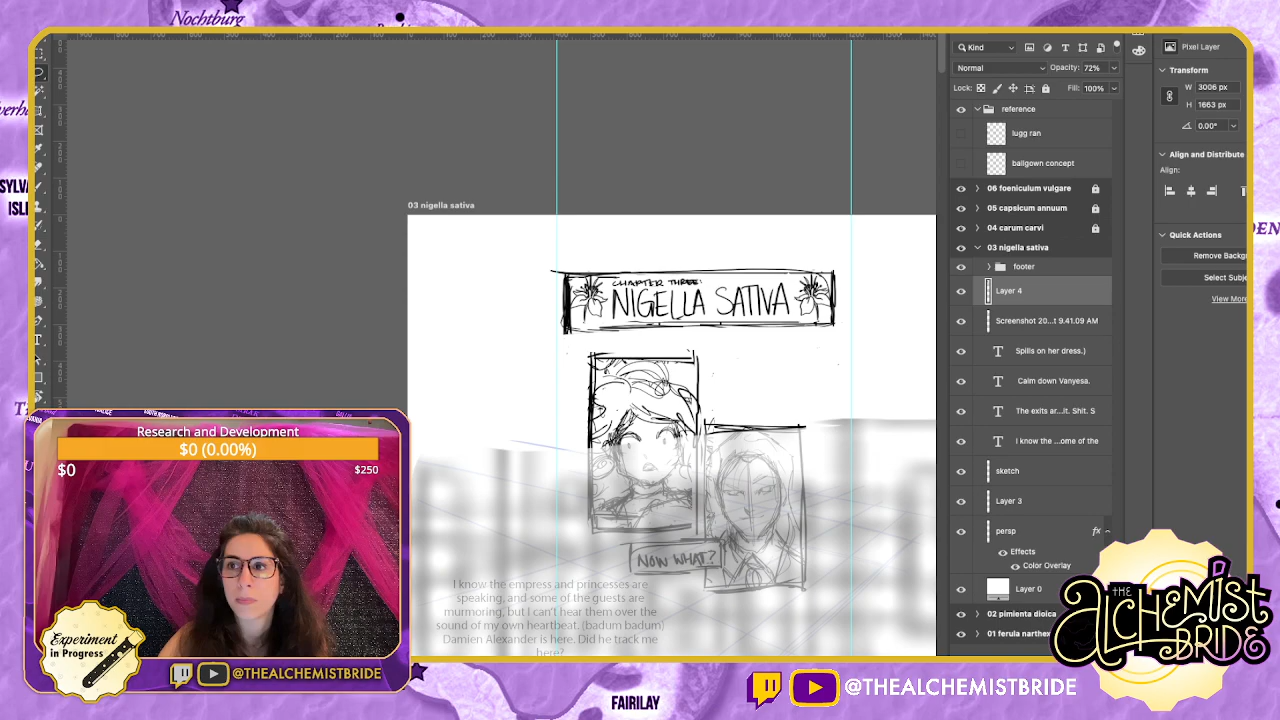 Nochtburg
Kind
Normal
Opacity: 72%
Lock:
Fill: 100%
reference
lugg ran
ballgown concept
06 foeniculum vulgare
05 capsicum annuum
04 carum carvi
03 nigella sativa
footer
Layer 4
Screenshot 20...t 9.41.09 AM
Spills on her dress.)
Calm down Vanyesa.
The exits ar...it. Shit. S
I know the ...ome of the
sketch
Layer 3
persp
fx
Effects
Color Overlay
Layer 0
02 pimienta dioica
01 ferula narthex
Pixel Layer
Transform
W 3006 px
H 1663 px
0.00°
Align and Distribute
Align:
Quick Actions
Remove Backg
Select Subje
View More
03 nigella sativa
CHAPTER THREE:
NIGELLA SATIVA
NOW WHAT?
I know the empress and princesses are
speaking, and some of the guests are
murmoring, but I can't hear them over the
sound of my own heartbeat. (badum badum)
Damien Alexander is here. Did he track me
here?
Research and Development
$0 (0.00%)
$0
$250
Experiment
in Progress
@THEALCHEMISTBRIDE
FAIRILAY
@THEALCHEMISTBRIDE
THE
ALCHEMIST
BRIDE